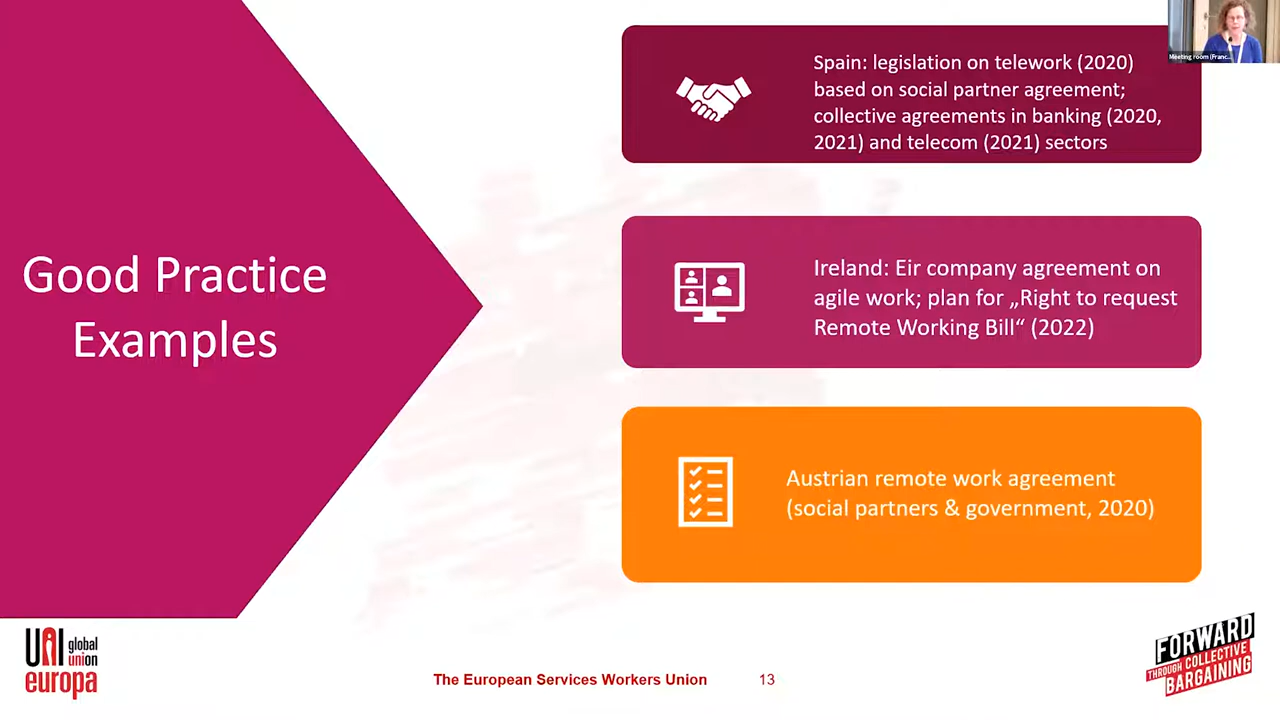 Good Practice
Examples
Spain: legislation on telework (2020)
based on social partner agreement;
collective agreements in banking (2020,
2021) and telecom (2021) sectors
Meeting room (Franc...
Ireland: Eir company agreement on
agile work; plan for „Right to request
Remote Working Bill“ (2022)
Austrian remote work agreement
(social partners & government, 2020)
UNI global
union
europa
The European Services Workers Union
13
FORWARD
THROUGH COLLECTIVE
BARGAINING